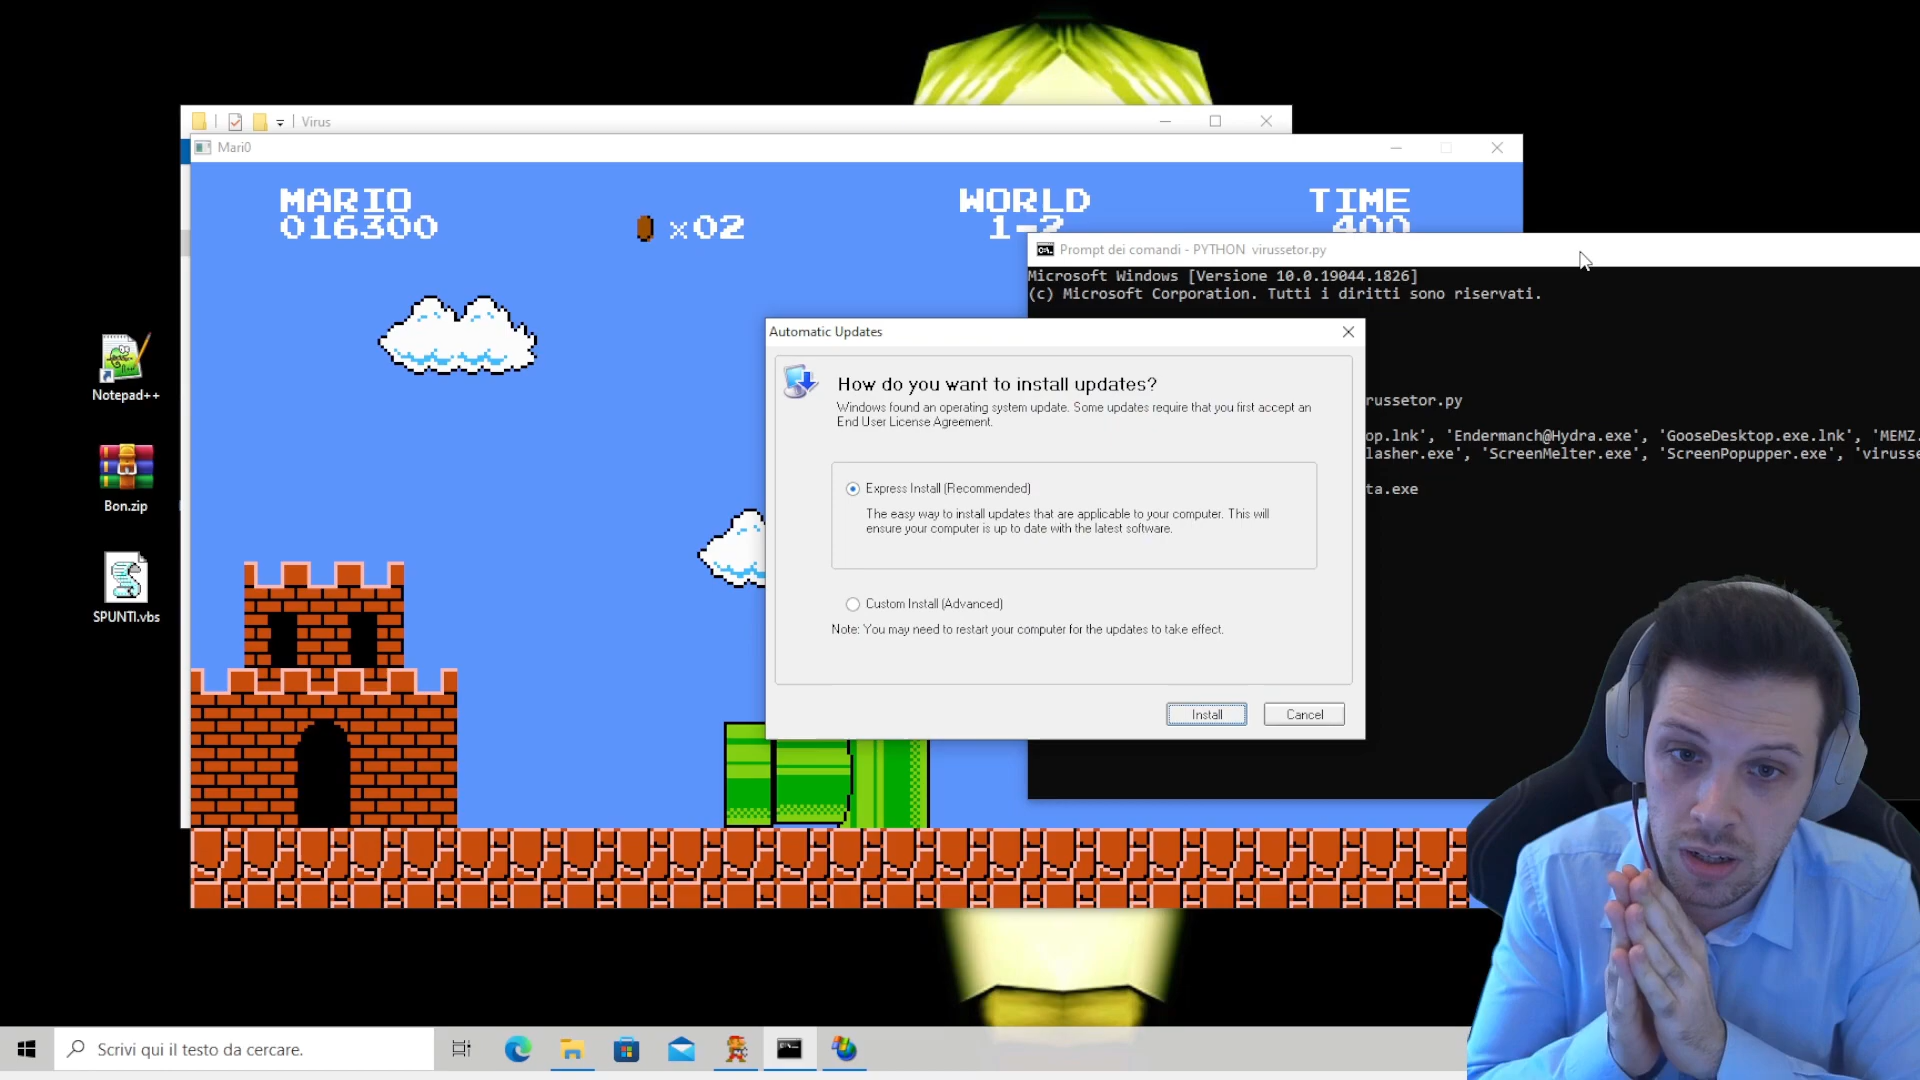 Virus
Mari0
MARIO
016300
x02
WORLD
1-2
TIME
400
Prompt dei comandi - PYTHON virussetor.py
Microsoft Windows [Versione 10.0.19044.1826]
(c) Microsoft Corporation. Tutti i diritti sono riservati.
russetor.py
op.lnk', 'Endermanch@Hydra.exe', 'GooseDesktop.exe.lnk', 'MEMZ.
lasher.exe', 'ScreenMelter.exe', 'ScreenPopupper.exe', 'virusse
ta.exe
Automatic Updates
How do you want to install updates?
Windows found an operating system update. Some updates require that you first accept an
End User License Agreement.
Express Install (Recommended)
The easy way to install updates that are applicable to your computer. This will
ensure your computer is up to date with the latest software.
Custom Install (Advanced)
Note: You may need to restart your computer for the updates to take effect.
Install
Cancel
Notepad++
Bon.zip
SPUNTI.vbs
Scrivi qui il testo da cercare.